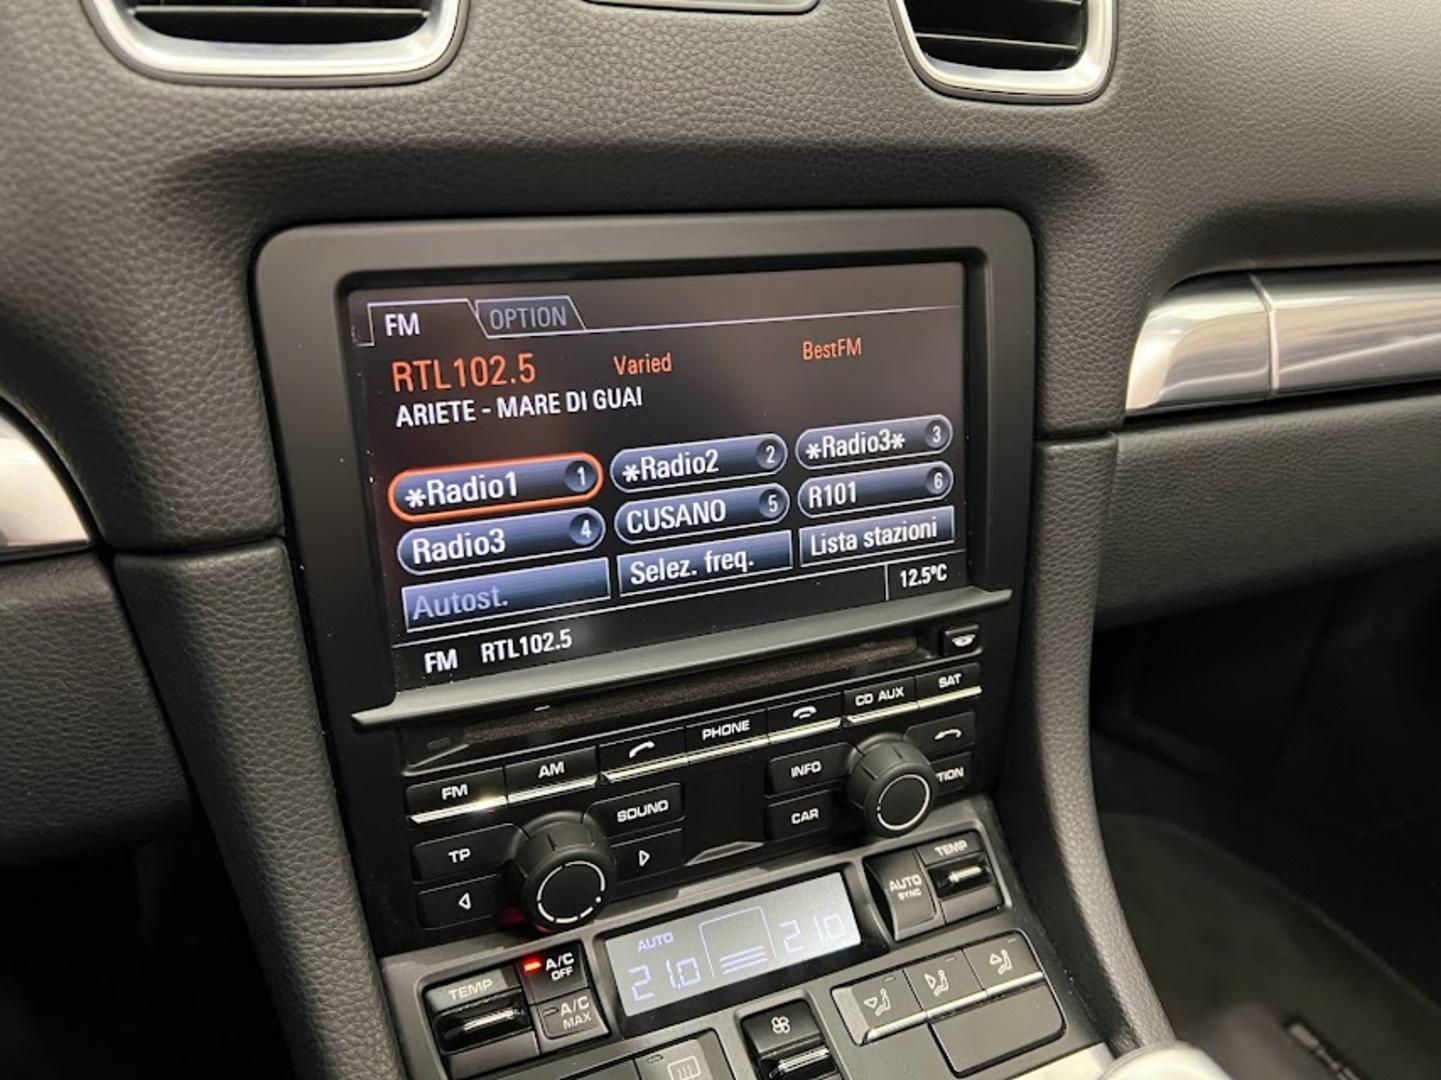 FM OPTION
RTL102.5 Varied BestFM
ARIETE - MARE DI GUAI
*Radio1 1 *Radio2 2 *Radio3* 3
Radio3 4 CUSANO 5 R101 6
Autost. Selez. freq. Lista stazioni
FM RTL102.5 12.5°C
FM AM PHONE CD AUX SAT
TP SOUND INFO
CAR
AUTO SYNC TEMP
AUTO
21.0 21.0
TEMP A/C OFF
A/C MAX